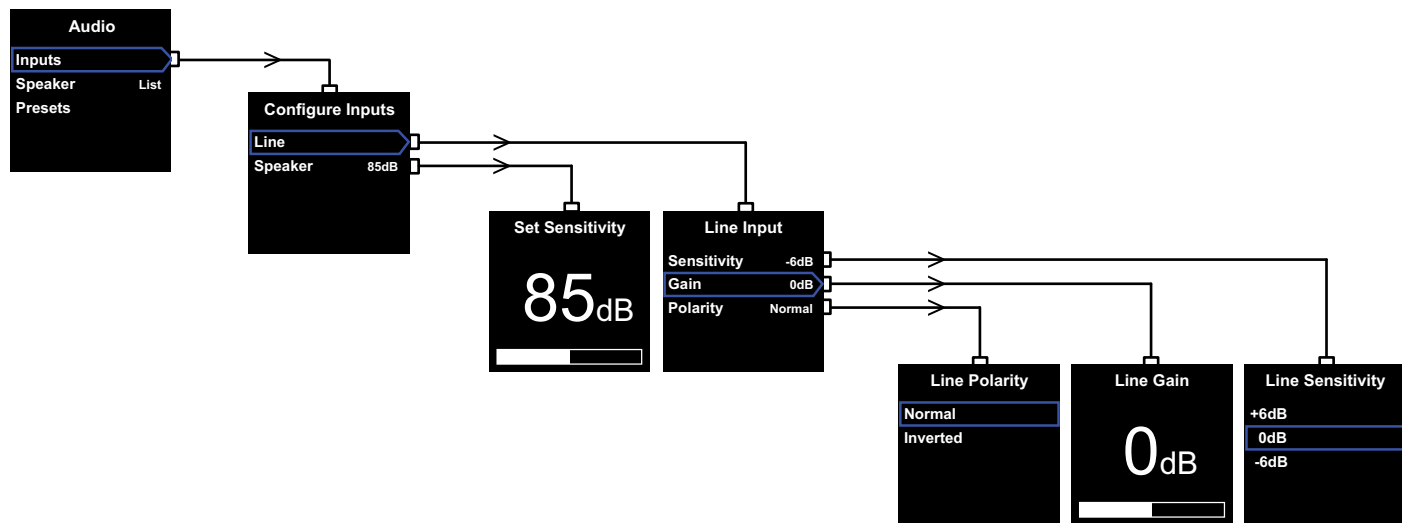 Audio
Inputs
Speaker List
Presets
Configure Inputs
Line
Speaker 85dB
Set Sensitivity
85dB
Line Input
Sensitivity -6dB
Gain 0dB
Polarity Normal
Line Polarity
Normal
Inverted
Line Gain
0dB
Line Sensitivity
+6dB
0dB
-6dB